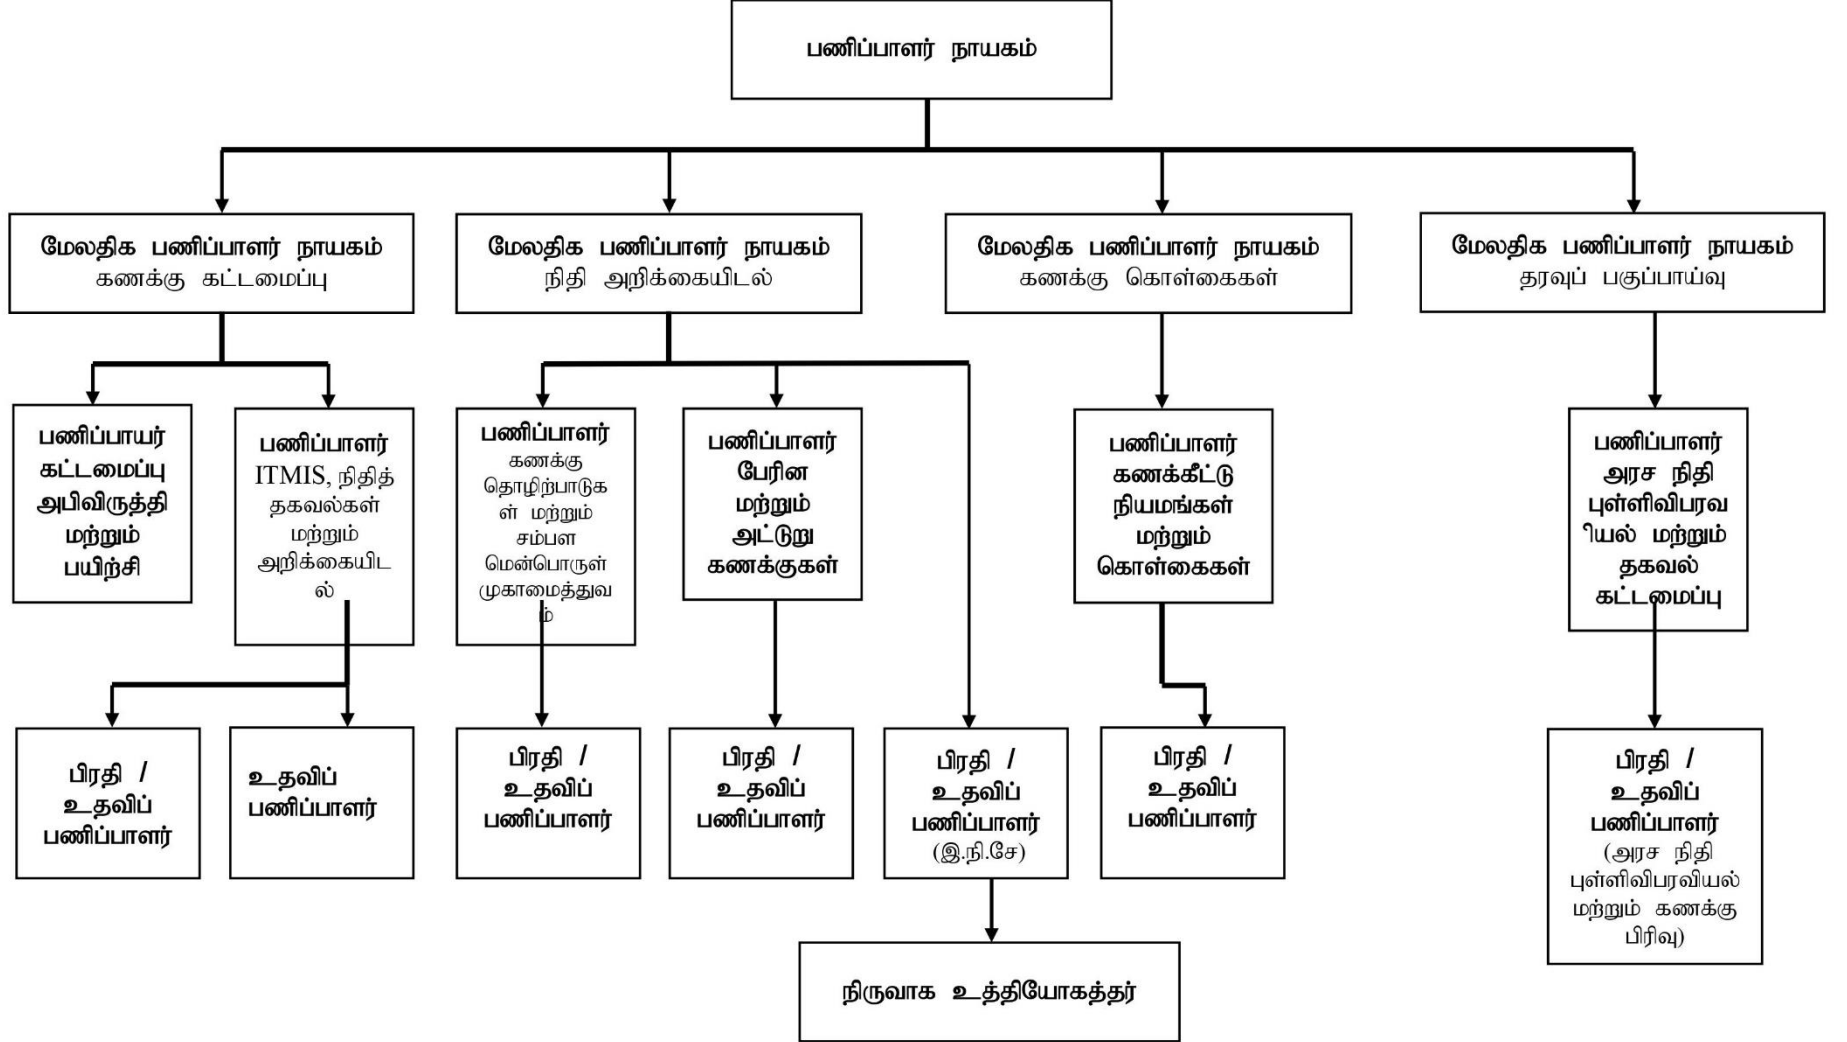 பணிப்பாளர் நாயகம்
மேலதிக பணிப்பாளர் நாயகம்
கணக்கு கட்டமைப்பு
மேலதிக பணிப்பாளர் நாயகம்
நிதி அறிக்கையிடல்
மேலதிக பணிப்பாளர் நாயகம்
கணக்கு கொள்கைகள்
மேலதிக பணிப்பாளர் நாயகம்
தரவுப் பகுப்பாய்வு
பணிப்பாயர்
கட்டமைப்பு
அபிவிருத்தி
மற்றும்
பயிற்சி
பணிப்பாளர்
ITMIS, நிதித்
தகவல்கள்
மற்றும்
அறிக்கையிட
ல்
பணிப்பாளர்
கணக்கு
தொழிற்பாடுக
ள் மற்றும்
சம்பள
மென்பொருள்
முகாமைத்துவ
ம்
பணிப்பாளர்
பேரின
மற்றும்
அட்டுறு
கணக்குகள்
பணிப்பாளர்
கணக்கீட்டு
நியமங்கள்
மற்றும்
கொள்கைகள்
பணிப்பாளர்
அரச நிதி
புள்ளிவிபரவ
ியல் மற்றும்
தகவல்
கட்டமைப்பு
பிரதி /
உதவிப்
பணிப்பாளர்
உதவிப்
பணிப்பாளர்
பிரதி /
உதவிப்
பணிப்பாளர்
பிரதி /
உதவிப்
பணிப்பாளர்
பிரதி /
உதவிப்
பணிப்பாளர்
(இ.நி.சே)
பிரதி /
உதவிப்
பணிப்பாளர்
பிரதி /
உதவிப்
பணிப்பாளர்
(அரச நிதி
புள்ளிவிபரவியல்
மற்றும் கணக்கு
பிரிவு)
நிருவாக உத்தியோகத்தர்